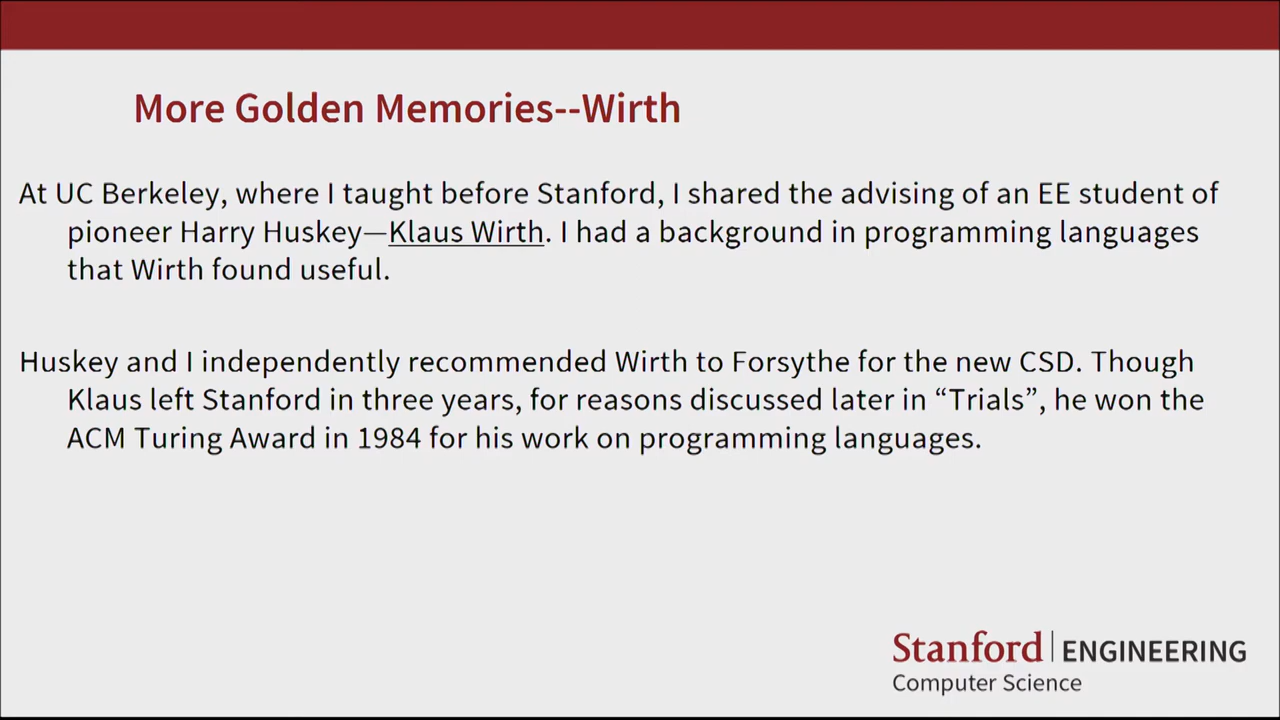 More Golden Memories--Wirth
At UC Berkeley, where I taught before Stanford, I shared the advising of an EE student of
pioneer Harry Huskey—Klaus Wirth. I had a background in programming languages
that Wirth found useful.
Huskey and I independently recommended Wirth to Forsythe for the new CSD. Though
Klaus left Stanford in three years, for reasons discussed later in “Trials”, he won the
ACM Turing Award in 1984 for his work on programming languages.
Stanford | ENGINEERING
Computer Science